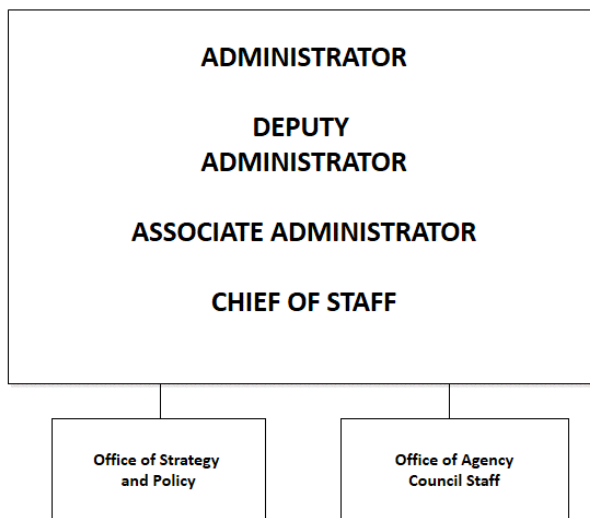 ADMINISTRATOR
DEPUTY
ADMINISTRATOR
ASSOCIATE ADMINISTRATOR
CHIEF OF STAFF
Office of Strategy
and Policy
Office of Agency
Council Staff